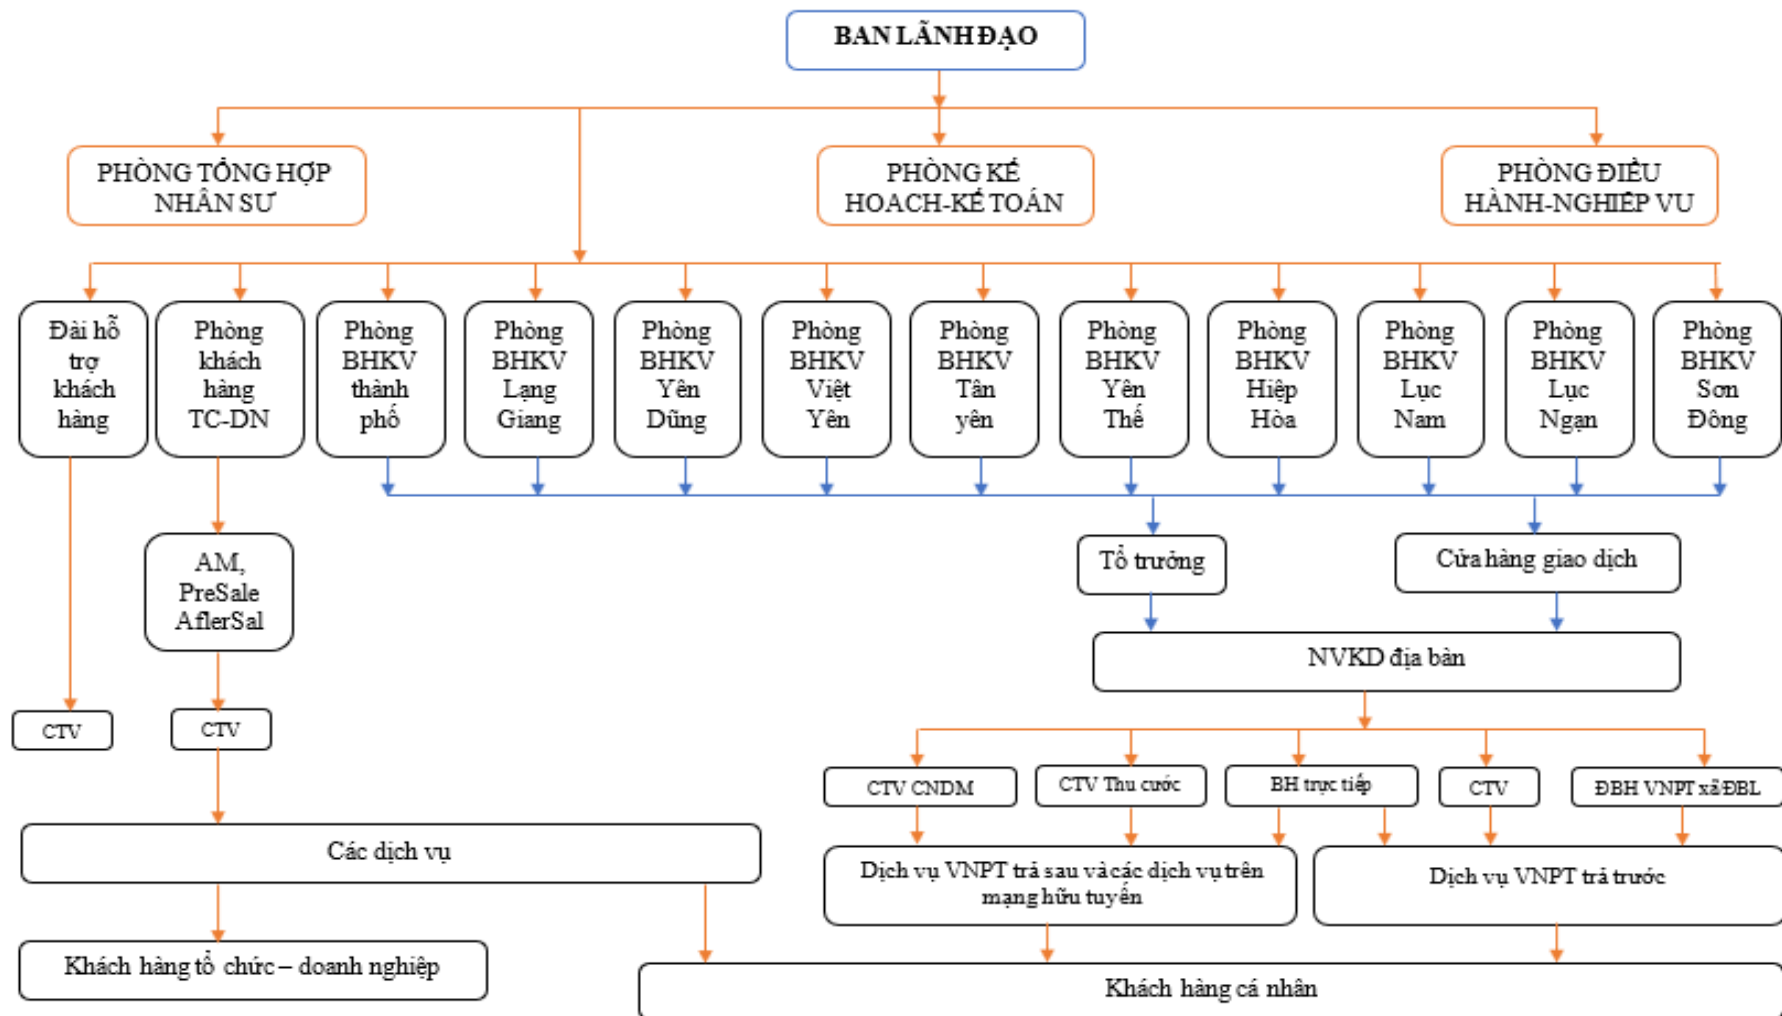 BAN LÃNH ĐẠO
PHÒNG TỔNG HỢP
NHÂN SƯ
PHÒNG KẾ
HOACH-KẾ TOÁN
PHÒNG ĐIỀU
HÀNH-NGHIẾP VU
Đài hỗ
trợ
khách
hàng
Phòng
khách
hàng
TC-DN
Phòng
BHKV
thành
phố
Phòng
BHKV
Lạng
Giang
Phòng
BHKV
Yên
Dũng
Phòng
BHKV
Việt
Yên
Phòng
BHKV
Tân
yên
Phòng
BHKV
Yên
Thế
Phòng
BHKV
Hiệp
Hòa
Phòng
BHKV
Lục
Nam
Phòng
BHKV
Lục
Ngạn
Phòng
BHKV
Sơn
Đông
AM,
PreSale
AflerSal
Tổ trưởng
Cửa hàng giao dịch
NVKD địa bàn
CTV
CTV
CTV CNDM
CTV Thu cước
BH trực tiếp
CTV
ĐBH VNPT xã ĐBL
Các dịch vụ
Dịch vụ VNPT trả sau và các dịch vụ trên
mạng hữu tuyến
Dịch vụ VNPT trả trước
Khách hàng tổ chức – doanh nghiệp
Khách hàng cá nhân